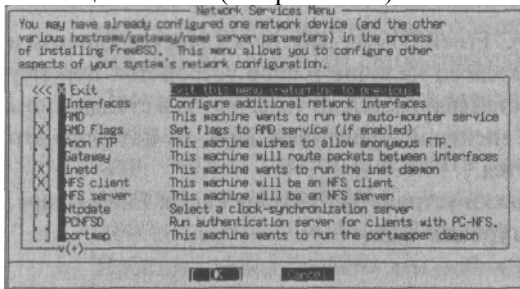 Network Services Menu
You may have already configured one network device (and the other
various hostname/gateway/name server parameters) in the process
of installing FreeBSD. This menu allows you to configure other
aspects of your system's network configuration.
<<< X Exit Exit this menu (returning to previous)
[ ] Interfaces Configure additional network interfaces
[ ] AMD This machine wants to run the auto-mounter service
[X] AMD Flags Set flags to AMD service (if enabled)
[ ] Anon FTP This machine wishes to allow anonymous FTP.
[ ] Gateway This machine will route packets between interfaces
[X] inetd This machine wants to run the inet daemon
[X] NFS client This machine will be an NFS client
[ ] NFS server This machine will be an NFS server
[ ] Ntpdate Select a clock-synchronization server
[ ] PCNFSD Run authentication server for clients with PC-NFS.
[ ] portmap This machine wants to run the portmapper daemon
v(+)
Cancel